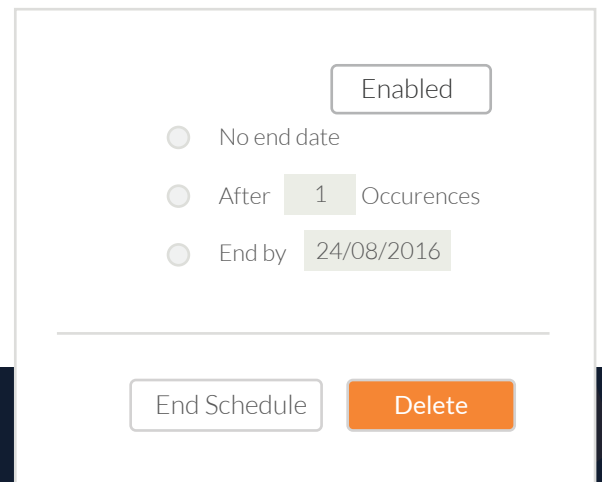 Enabled
No end date
After 1 Occurences
End by 24/08/2016
End Schedule Delete